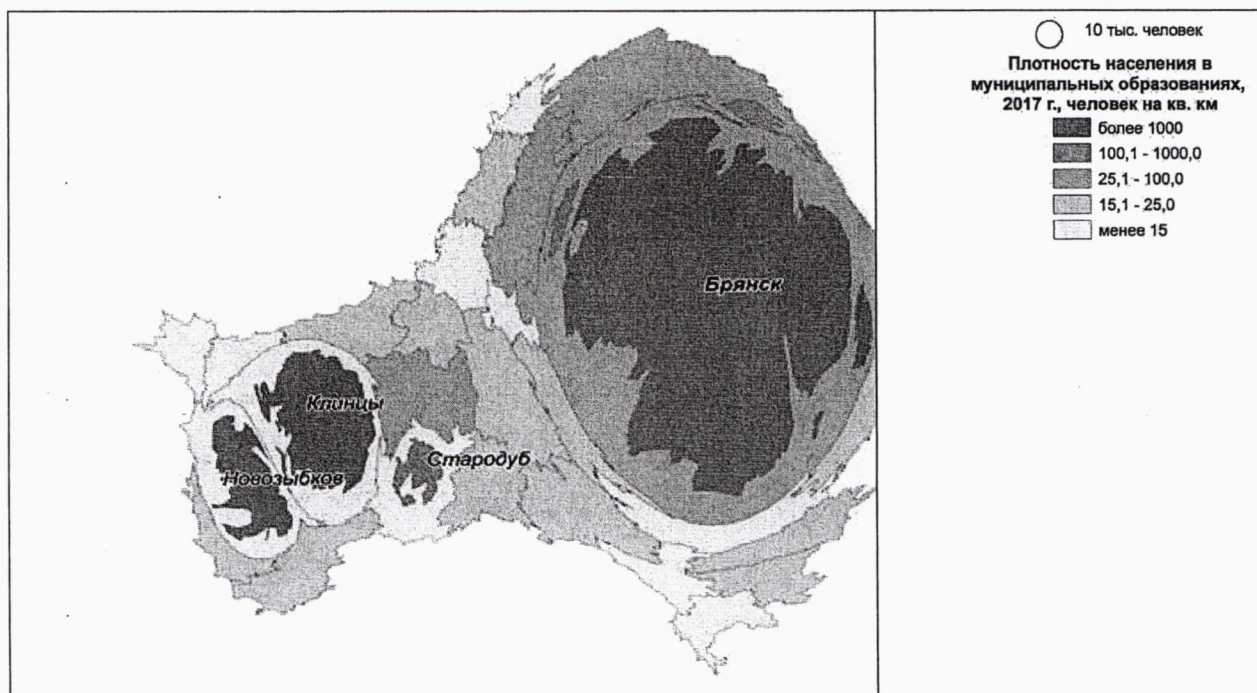 10 тыс. человек
Плотность населения в
муниципальных образованиях,
2017 г., человек на кв. км
более 1000
100,1 - 1000,0
25,1 - 100,0
15,1 - 25,0
менее 15
Брянск
Клинцы
Стародуб
Новозыбков